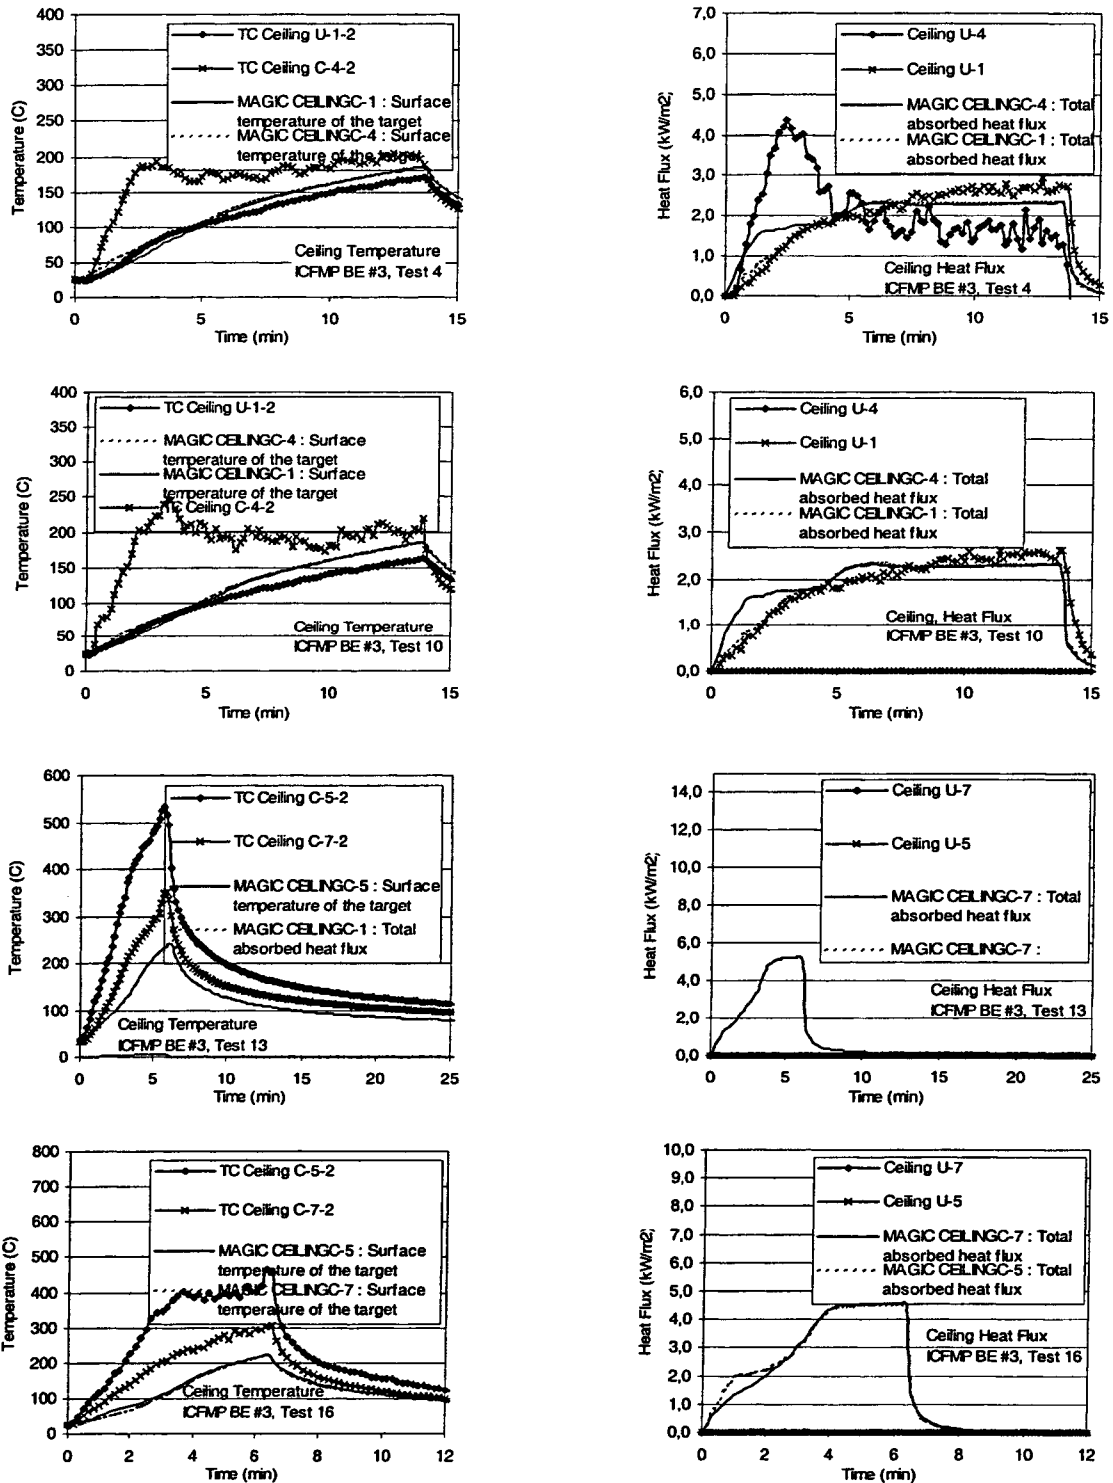 400
350
300
250
200
150
100
50
0
Temperature (C)
TC Ceiling U-1-2
TC Ceiling C-4-2
MAGIC CEILINGC-1 : Surface
temperature of the target
MAGIC CEILINGC-4 : Surface
temperature of the target
Ceiling Temperature
ICFMP BE #3, Test 4
0 5 10 15
Time (min)
7,0
6,0
5,0
4,0
3,0
2,0
1,0
0,0
Heat Flux (kW/m2;
Ceiling U-4
Ceiling U-1
MAGIC CEILINGC-4 : Total
absorbed heat flux
MAGIC CEILINGC-1 : Total
absorbed heat flux
Ceiling Heat Flux
ICFMP BE #3, Test 4
0 5 10 15
Time (min)
400
350
300
250
200
150
100
50
0
Temperature (C)
TC Ceiling U-1-2
MAGIC CEILINGC-4 : Surface
temperature of the target
MAGIC CEILINGC-1 : Surface
temperature of the target
TC Ceiling C-4-2
Ceiling Temperature
ICFMP BE #3, Test 10
0 5 10 15
Time (min)
6,0
5,0
4,0
3,0
2,0
1,0
0,0
Heat Flux (kW/m2;
Ceiling U-4
Ceiling U-1
MAGIC CEILINGC-4 : Total
absorbed heat flux
MAGIC CEILINGC-1 : Total
absorbed heat flux
Ceiling, Heat Flux
ICFMP BE #3, Test 10
0 5 10 15
Time (min)
600
500
400
300
200
100
0
Temperature (C)
TC Ceiling C-5-2
TC Ceiling C-7-2
MAGIC CEILINGC-5 : Surface
temperature of the target
MAGIC CEILINGC-1 : Total
absorbed heat flux
Ceiling Temperature
ICFMP BE #3, Test 13
0 5 10 15 20 25
Time (min)
14,0
12,0
10,0
8,0
6,0
4,0
2,0
0,0
Heat Flux (kW/m2;
Ceiling U-7
Ceiling U-5
MAGIC CEILINGC-7 : Total
absorbed heat flux
MAGIC CEILINGC-7 :
Ceiling Heat Flux
ICFMP BE #3, Test 13
0 5 10 15 20 25
Time (min)
800
700
600
500
400
300
200
100
0
Temperature (C)
TC Ceiling C-5-2
TC Ceiling C-7-2
MAGIC CEILINGC-5 : Surface
temperature of the target
MAGIC CEILINGC-7 : Surface
temperature of the target
Ceiling Temperature
ICFMP BE #3, Test 16
0 2 4 6 8 10 12
Time (min)
10,0
9,0
8,0
7,0
6,0
5,0
4,0
3,0
2,0
1,0
0,0
Heat Flux (kW/m2;
Ceiling U-7
Ceiling U-5
MAGIC CEILINGC-7 : Total
absorbed heat flux
MAGIC CEILINGC-5 : Total
absorbed heat flux
Ceiling Heat Flux
ICFMP BE #3, Test 16
0 2 4 6 8 10 12
Time (min)